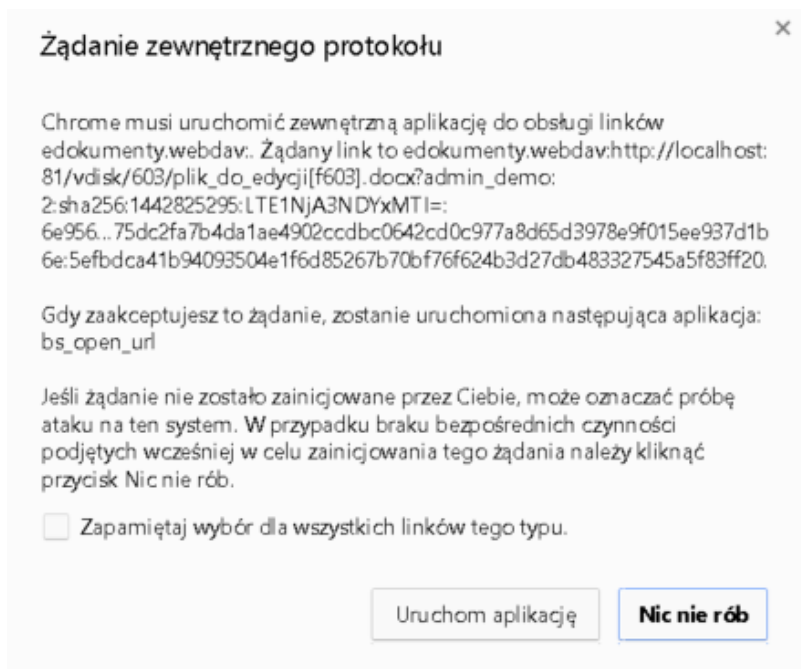 Żądanie zewnętrznego protokołu
Chrome musi uruchomić zewnętrzną aplikację do obsługi linków
edokumenty.webdav:. Żądany link to edokumenty.webdav:http://localhost:
81/vdisk/603/plik_do_edycji[f603].docx?admin_demo:
2:sha256:1442825295:LTE1NjA3NDYxMTI=:
6e956...75dc2fa7b4da1ae4902ccdbc0642cd0c977a8d65d3978e9f015ee937d1b
6e:5efbdca41b94093504e1f6d85267b70bf76f624b3d27db483327545a5f83ff20.
Gdy zaakceptujesz to żądanie, zostanie uruchomiona następująca aplikacja:
bs_open_url
Jeśli żądanie nie zostało zainicjowane przez Ciebie, może oznaczać próbę
ataku na ten system. W przypadku braku bezpośrednich czynności
podjętych wcześniej w celu zainicjowania tego żądania należy kliknąć
przycisk Nic nie rób.
Zapamiętaj wybór dla wszystkich linków tego typu.
Uruchom aplikację
Nic nie rób